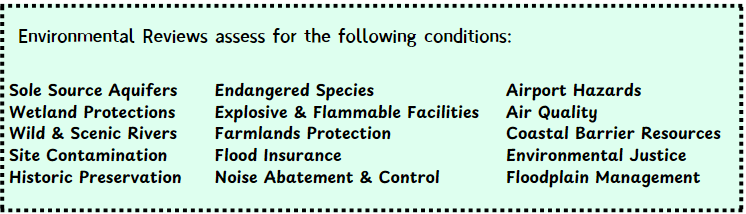 Environmental Reviews assess for the following conditions:
Sole Source Aquifers Endangered Species Airport Hazards
Wetland Protections Explosive & Flammable Facilities Air Quality
Wild & Scenic Rivers Farmlands Protection Coastal Barrier Resources
Site Contamination Flood Insurance Environmental Justice
Historic Preservation Noise Abatement & Control Floodplain Management